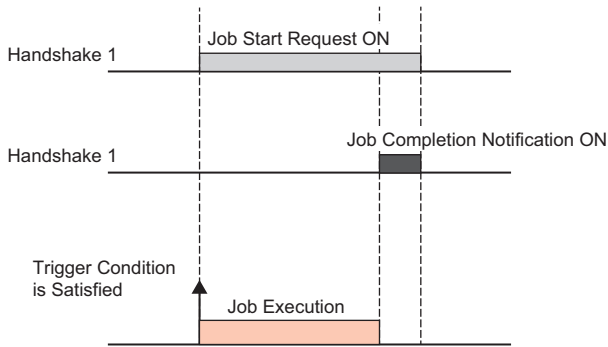 Job Start Request ON
Handshake 1
Job Completion Notification ON
Handshake 1
Trigger Condition
is Satisfied
Job Execution